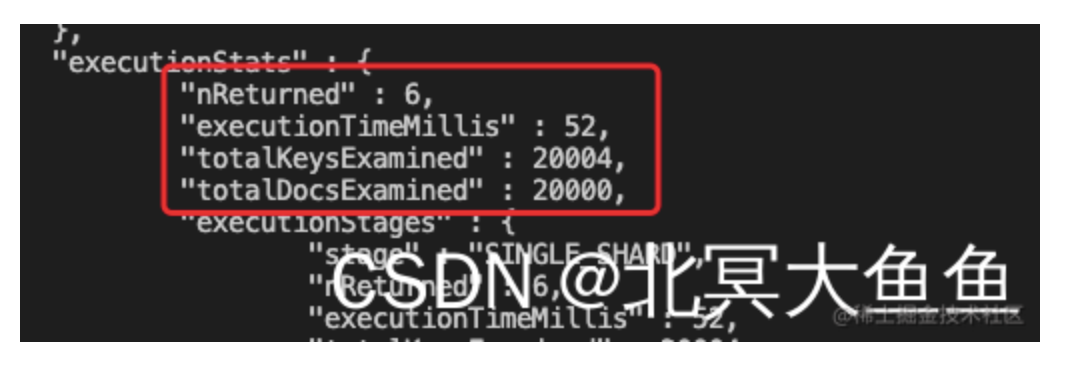 },
"executionStats" : {
"nReturned" : 6,
"executionTimeMillis" : 52,
"totalKeysExamined" : 20004,
"totalDocsExamined" : 20000,
"executionStages" : {
"stage" : "SINGLE_SHARD",
"nReturned" : 6,
"executionTimeMillis" : 52,
CSDN @北冥大鱼鱼
@稀土掘金技术社区